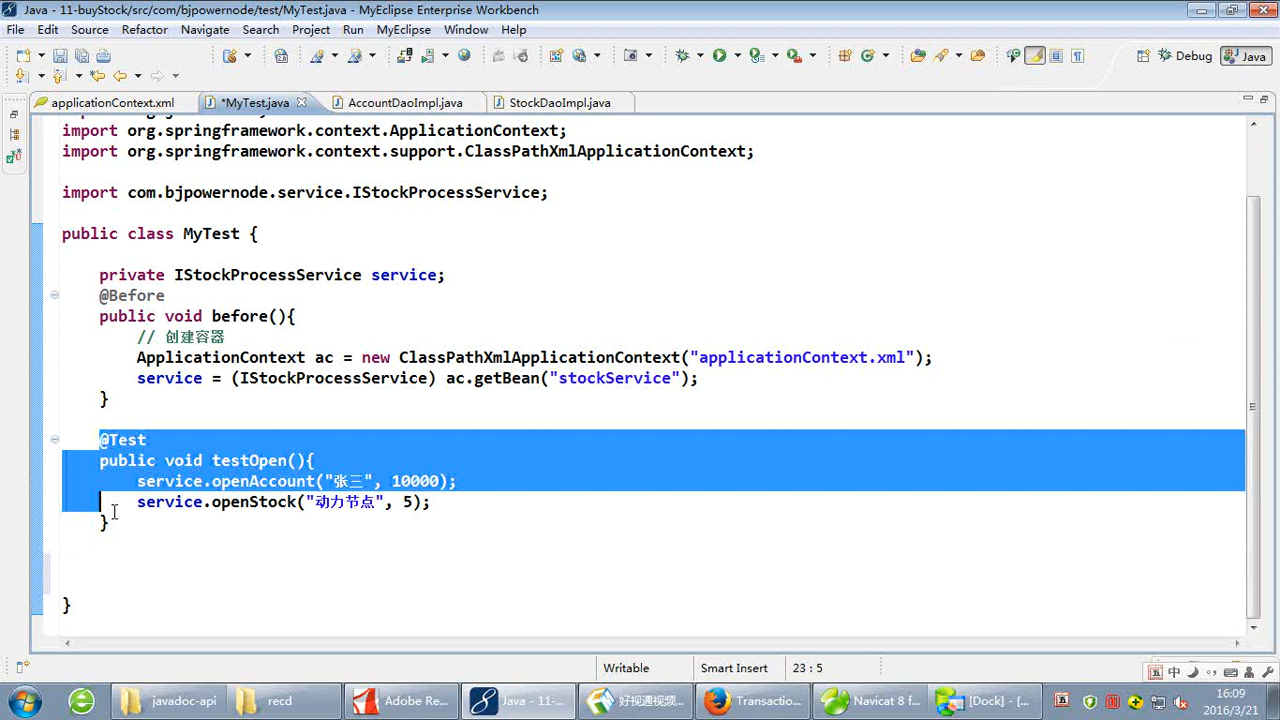 Java - 11-buyStock/src/com/bjpowernode/test/MyTest.java - MyEclipse Enterprise Workbench
File Edit Source Refactor Navigate Search Project Run MyEclipse Window Help
Debug Java
applicationContext.xml *MyTest.java AccountDaoImpl.java StockDaoImpl.java
import org.springframework.context.ApplicationContext;
import org.springframework.context.support.ClassPathXmlApplicationContext;
import com.bjpowernode.service.IStockProcessService;
public class MyTest {
private IStockProcessService service;
@Before
public void before(){
// 创建容器
ApplicationContext ac = new ClassPathXmlApplicationContext("applicationContext.xml");
service = (IStockProcessService) ac.getBean("stockService");
}
@Test
public void testOpen(){
service.openAccount("张三", 10000);
service.openStock("动力节点", 5);
}
}
Writable Smart Insert 23 : 5
五 中
javadoc-api recd Adobe Re... Java - 11-... 好视通视频... Transactio... Navicat 8 f... [Dock] - [... 五 16:09
2016/3/21